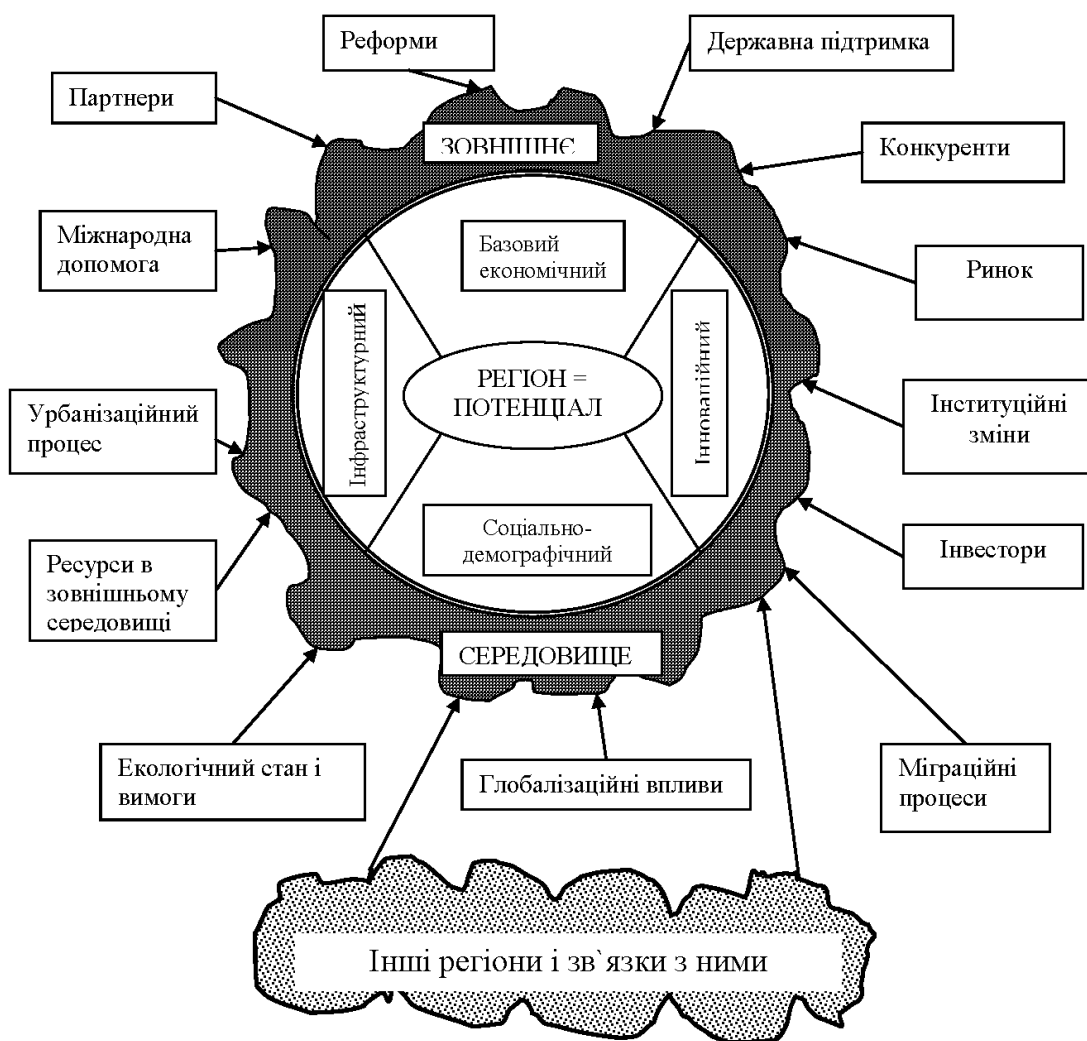 Реформи
Державна підтримка
Партнери
ЗОВНІШНЄ
Конкуренти
Міжнародна
допомога
Базовий
економічний
Ринок
Інфраструктурний
Інноваційний
РЕГІОН =
ПОТЕНЦІАЛ
Урбанізаційний
процес
Інституційні
зміни
Соціально-
демографічний
Інвестори
Ресурси в
зовнішньому
середовищі
СЕРЕДОВИЩЕ
Екологічний стан і
вимоги
Глобалізаційні впливи
Міграційні
процеси
Інші регіони і зв`язки з ними